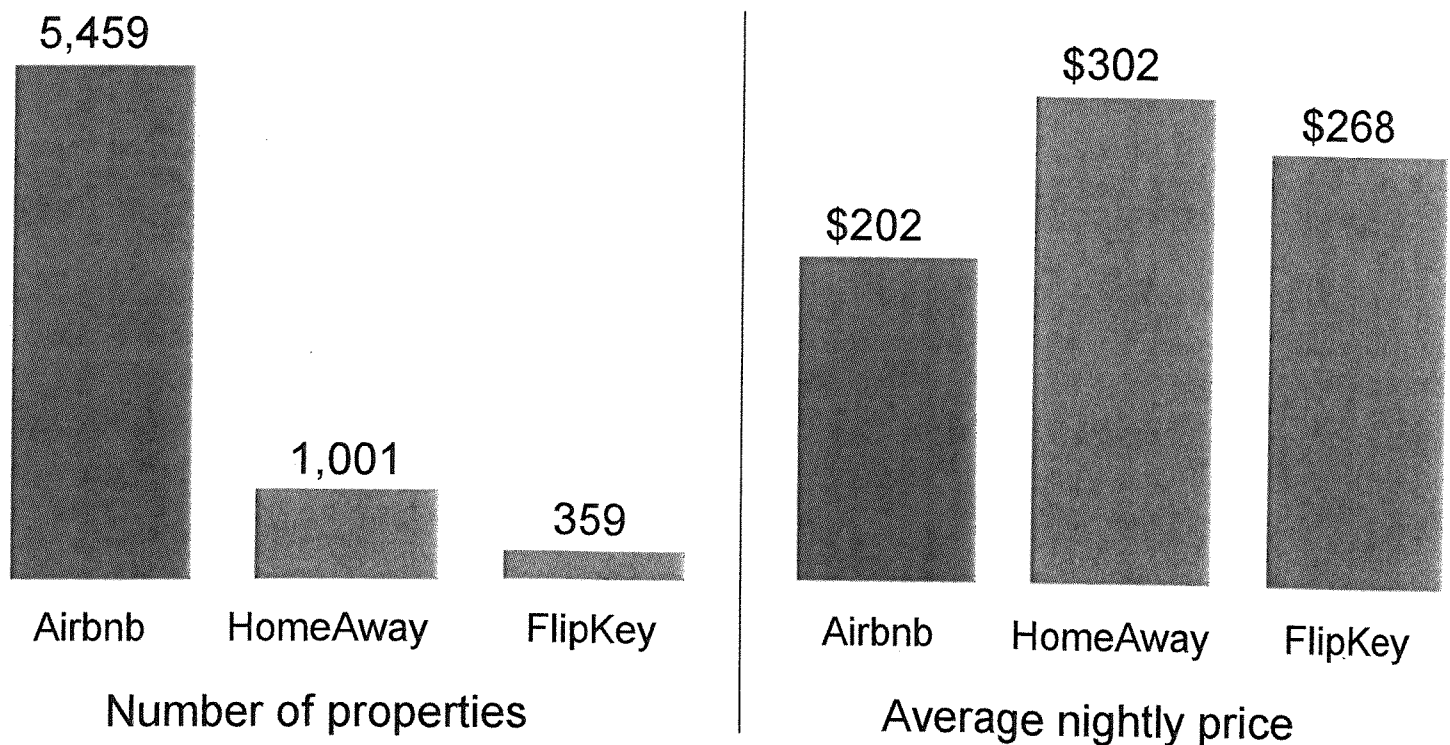 5,459
1,001
359
Airbnb
HomeAway
FlipKey
Number of properties
$302
$268
$202
Airbnb
HomeAway
FlipKey
Average nightly price